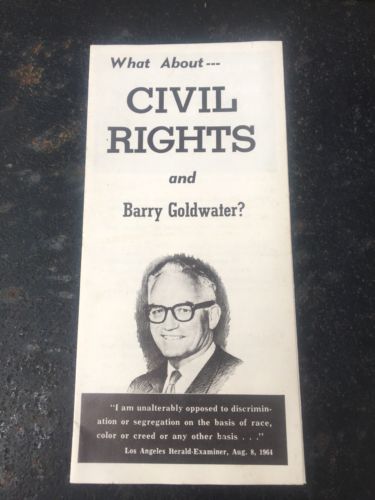 What About---
CIVIL
RIGHTS
and
Barry Goldwater?
"I am unalterably opposed to discrimin-
ation or segregation on the basis of race,
color or creed or any other basis . . ."
Los Angeles Herald-Examiner, Aug. 8, 1964